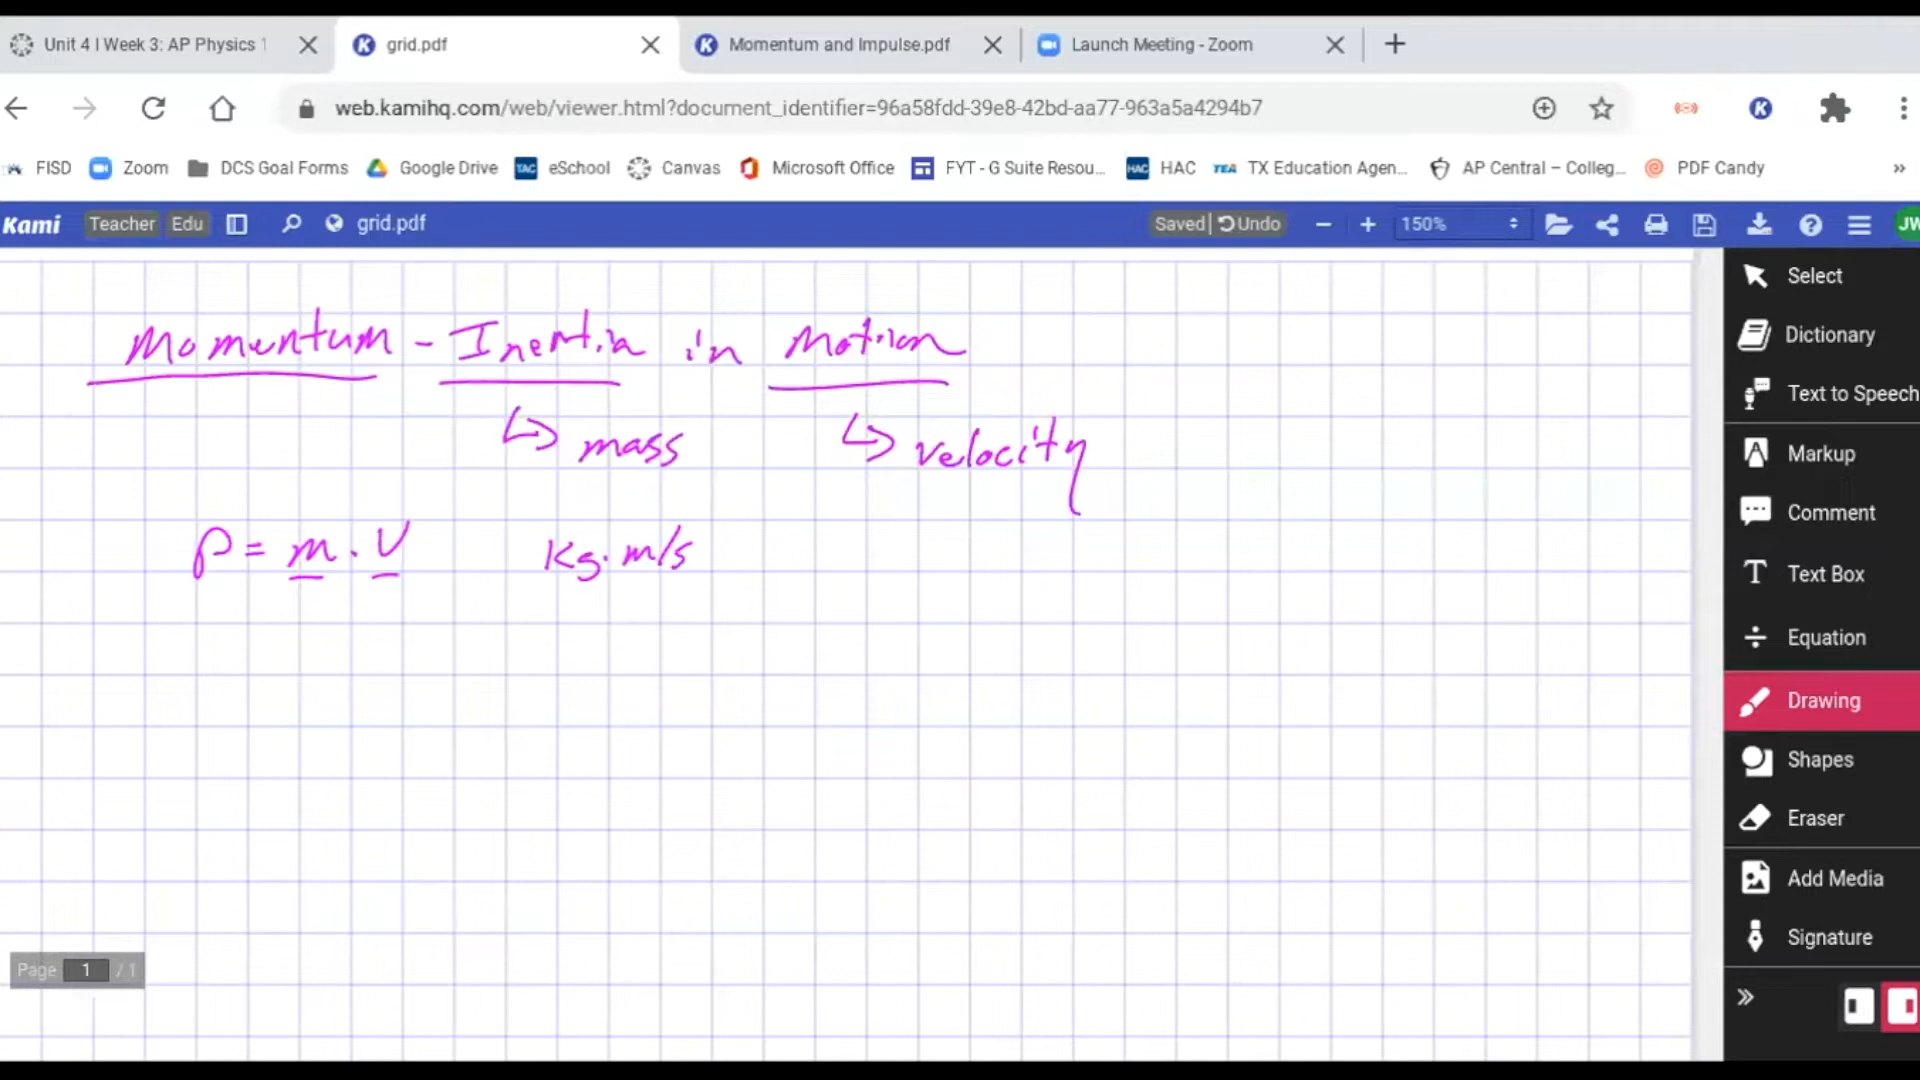 Unit 4 | Week 3: AP Physics 1
grid.pdf
Momentum and Impulse.pdf
Launch Meeting - Zoom
web.kamihq.com/web/viewer.html?document_identifier=96a58fdd-39e8-42bd-aa77-963a5a4294b7
FISD Zoom DCS Goal Forms Google Drive TAC eSchool Canvas Microsoft Office FYT - G Suite Resou... HAC HAC TEA TX Education Agen... AP Central – Colleg... PDF Candy »
Kami Teacher Edu grid.pdf Saved Undo − + 150% JW
Select
Dictionary
Text to Speech
Markup
Comment
Text Box
Equation
Drawing
Shapes
Eraser
Add Media
Signature
Momentum - Inertia in Motion
↳ mass ↳ velocity
p = m · v kg · m/s
Page 1 / 1